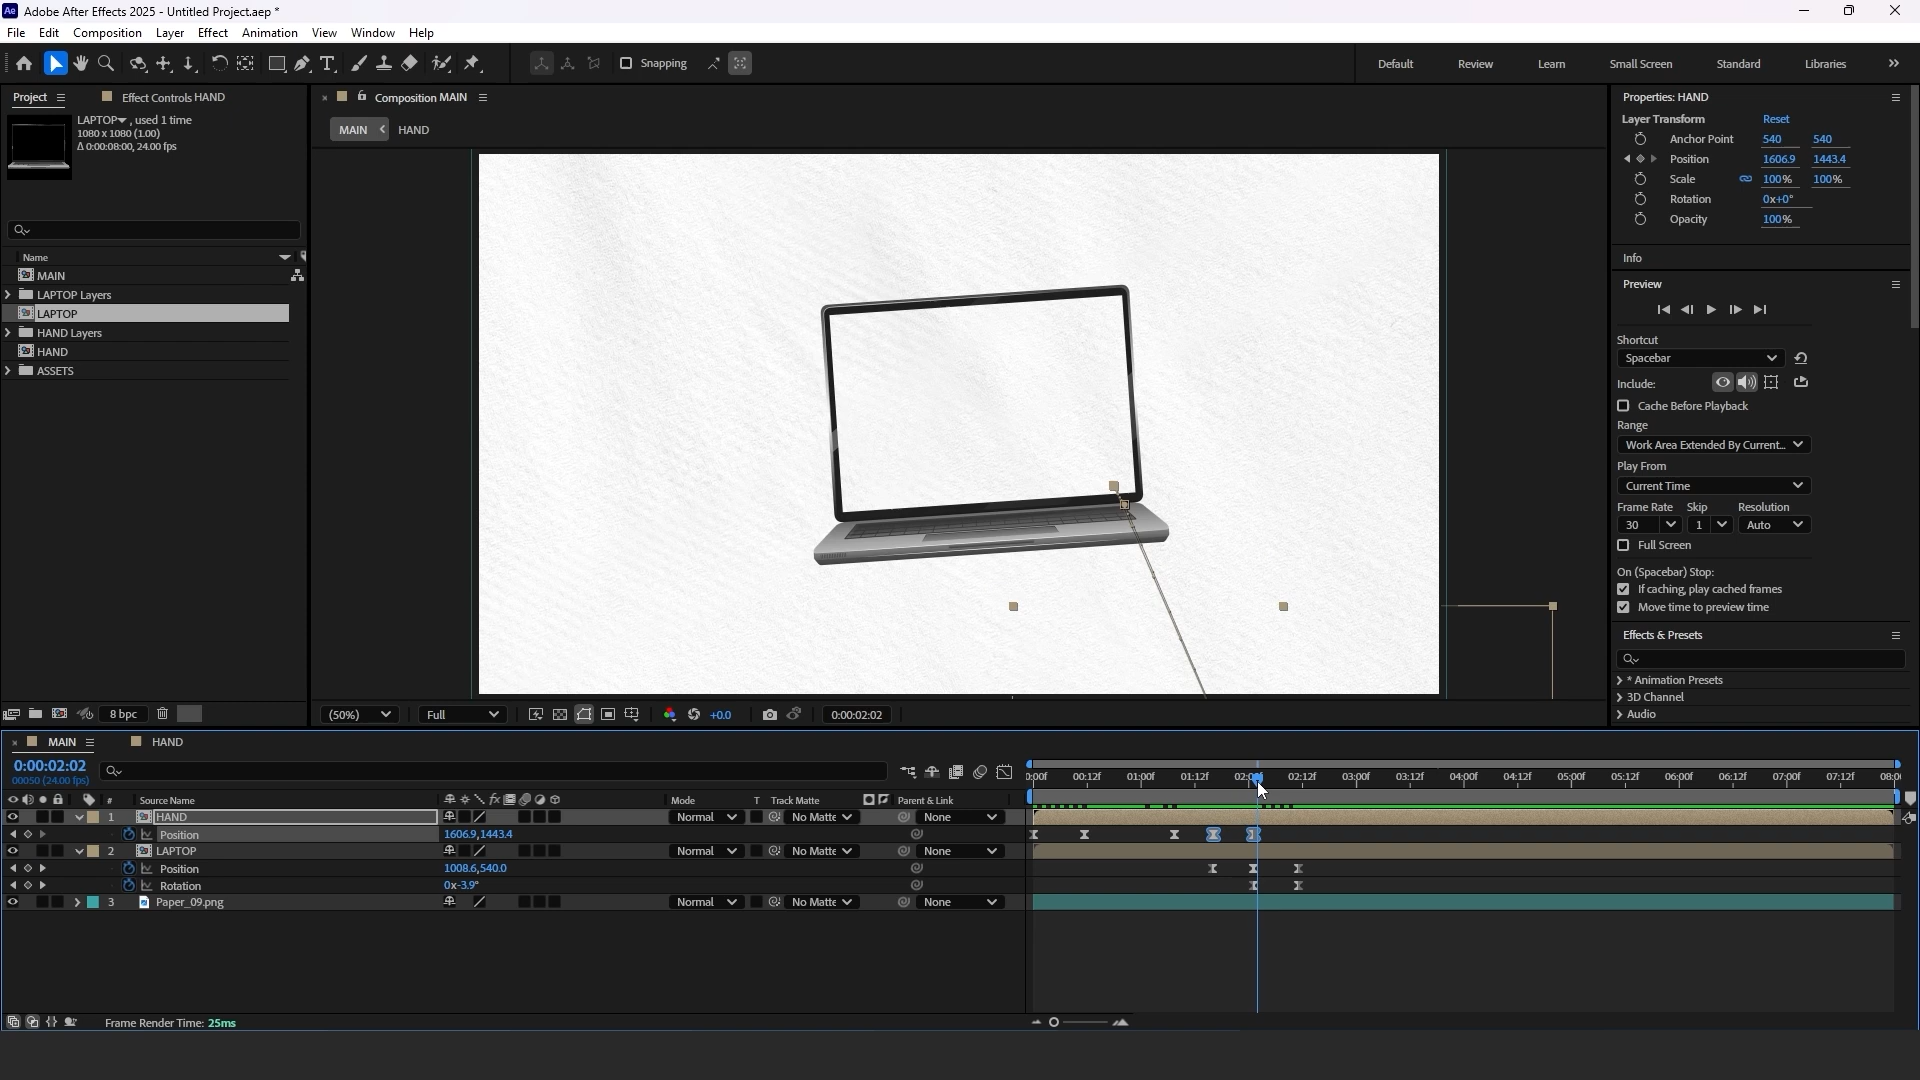 Adobe After Effects 2025 - Untitled Project.aep *
File Edit Composition Layer Effect Animation View Window Help
Snapping
Default Review Learn Small Screen Standard Libraries
Project Effect Controls HAND
LAPTOP , used 1 time
1080 x 1080 (1.00)
Δ 0:00:08:00, 24.00 fps
Name
MAIN
LAPTOP Layers
LAPTOP
HAND Layers
HAND
ASSETS
8 bpc
Composition MAIN
MAIN HAND
(50%) Full +0.0 0:00:02:02
Properties: HAND
Layer Transform Reset
Anchor Point 540 540
Position 1606.9 1443.4
Scale 100% 100%
Rotation 0x+0°
Opacity 100%
Info
Preview
Shortcut
Spacebar
Include:
Cache Before Playback
Range
Work Area Extended By Current...
Play From
Current Time
Frame Rate Skip Resolution
30 1 Auto
Full Screen
On (Spacebar) Stop:
If caching, play cached frames
Move time to preview time
Effects & Presets
* Animation Presets
3D Channel
Audio
MAIN HAND
0:00:02:02
00050 (24.00 fps)
# Source Name Mode T Track Matte Parent & Link
1 HAND Normal No Matte None
Position 1606.9,1443.4
2 LAPTOP Normal No Matte None
Position 1008.6,540.0
Rotation 0x-3.9°
3 Paper_09.png Normal No Matte None
00:12f 01:00f 01:12f 02:12f 03:00f 03:12f 04:00f 04:12f 05:00f 05:12f 06:00f 06:12f 07:00f 07:12f
Frame Render Time: 25ms